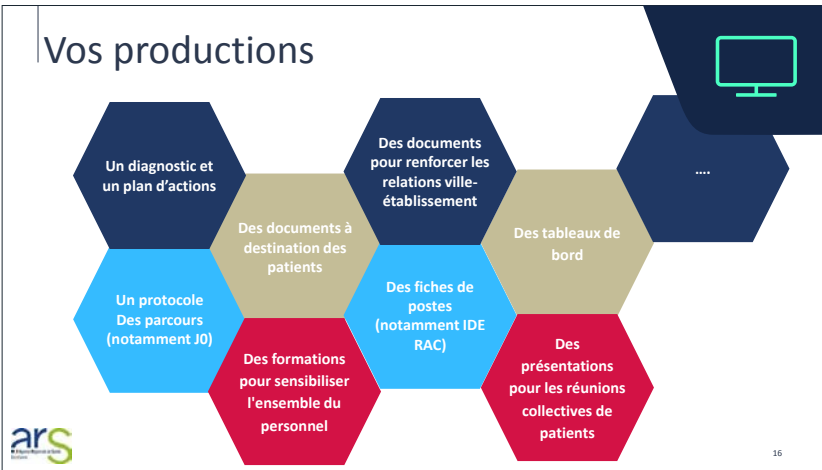 Vos productions
Un diagnostic et
un plan d'actions
Des documents
pour renforcer les
relations ville-
établissement
....
Des documents à
destination des
patients
Des tableaux de
bord
Un protocole
Des parcours
(notamment J0)
Des fiches de
postes
(notamment IDE
RAC)
Des formations
pour sensibiliser
l'ensemble du
personnel
Des
présentations
pour les réunions
collectives de
patients
ars
16